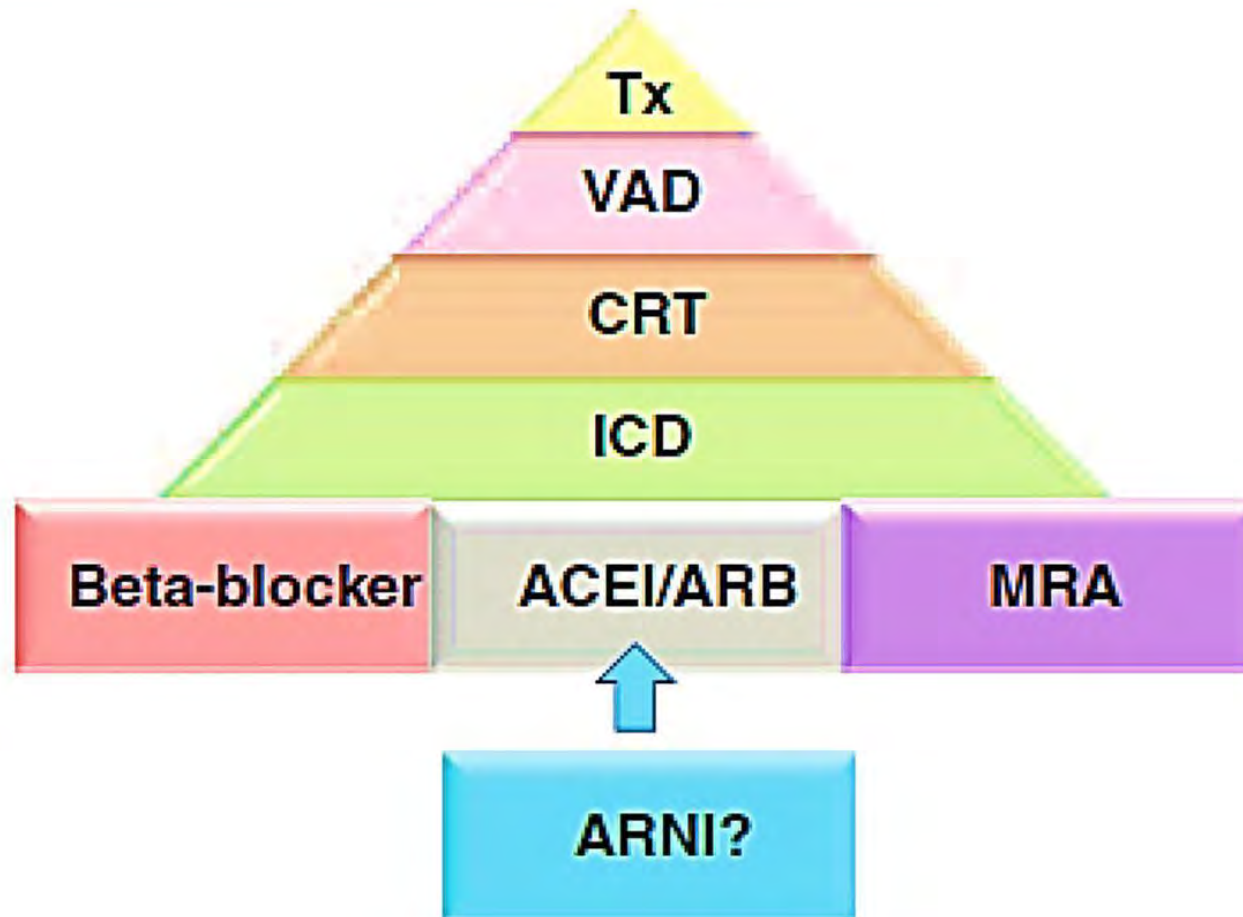 Tx
VAD
CRT
ICD
Beta-blocker
ACEI/ARB
MRA
ARNI?